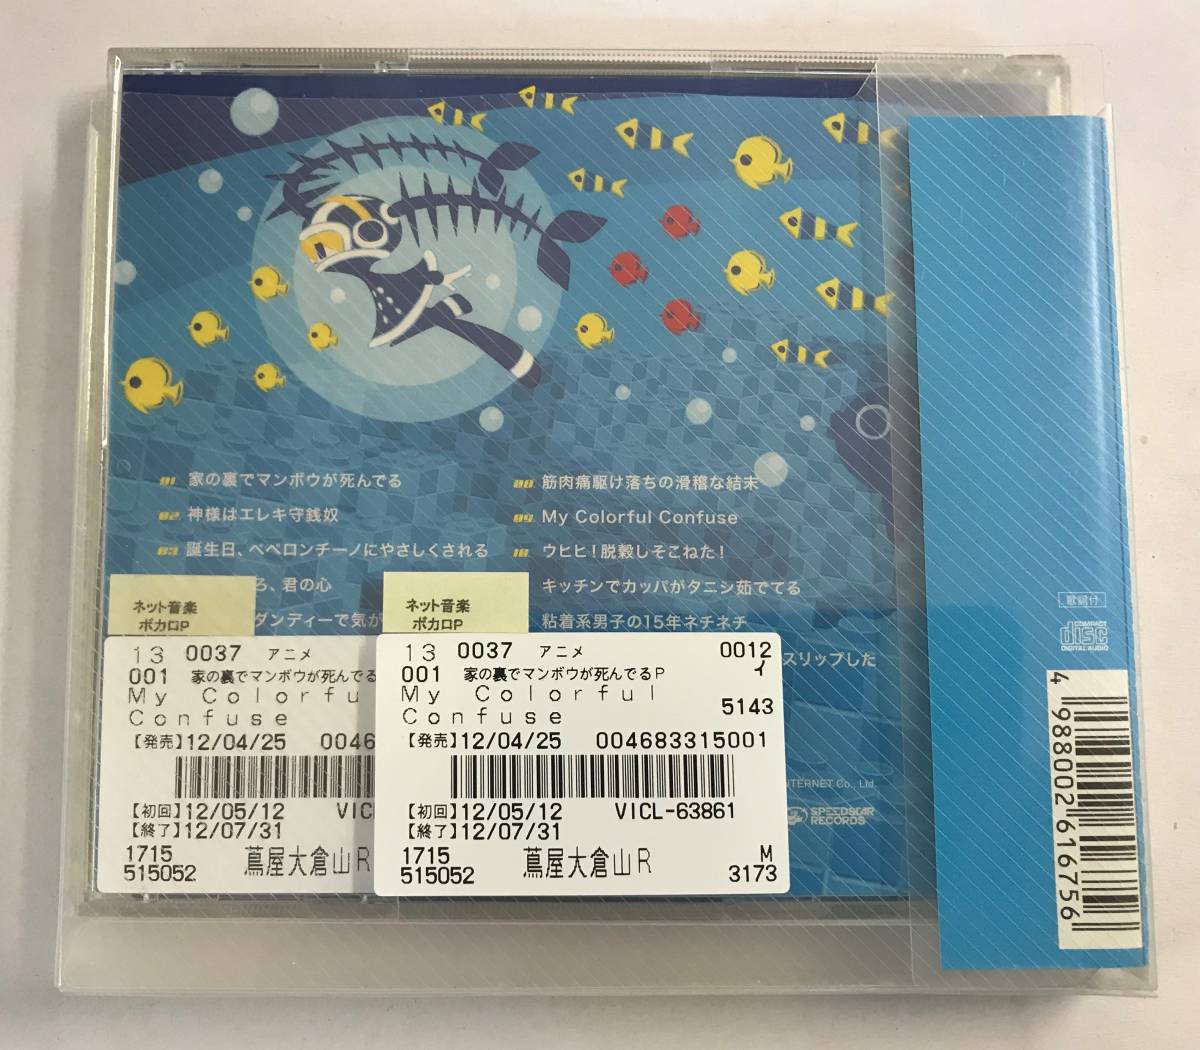 01 家の裏でマンボウが死んでる
02 神様はエレキ守銭奴
03 誕生日、ペペロンチーノにやさしくされる
ろ、君の心
ダンディーで気が
08 筋肉痛駆け落ちの滑稽な結末
09 My Colorful Confuse
10 ウヒヒ!脱穀しそこねた!
キッチンでカッパがタニシ茹でてる
粘着系男子の15年ネチネチ
スリップした
ネット音楽
ボカロP
13 0037 アニメ
001 家の裏でマンボウが死んでる
My Colorfu
Confuse
【発売】12/04/25 0046
【初回】12/05/12 VICL
【終了】12/07/31
1715
515052 蔦屋大倉山R
ネット音楽
ボカロP
13 0037 アニメ 0012
001 家の裏でマンボウが死んでるP イ
My Colorful
Confuse 5143
【発売】12/04/25 004683315001
【初回】12/05/12 VICL-63861
【終了】12/07/31
1715 蔦屋大倉山R M
515052 3173
INTERNET Co., Ltd.
SPEEDSTAR
RECORDS
歌詞付
COMPACT
disc
DIGITAL AUDIO
4 988002 616756